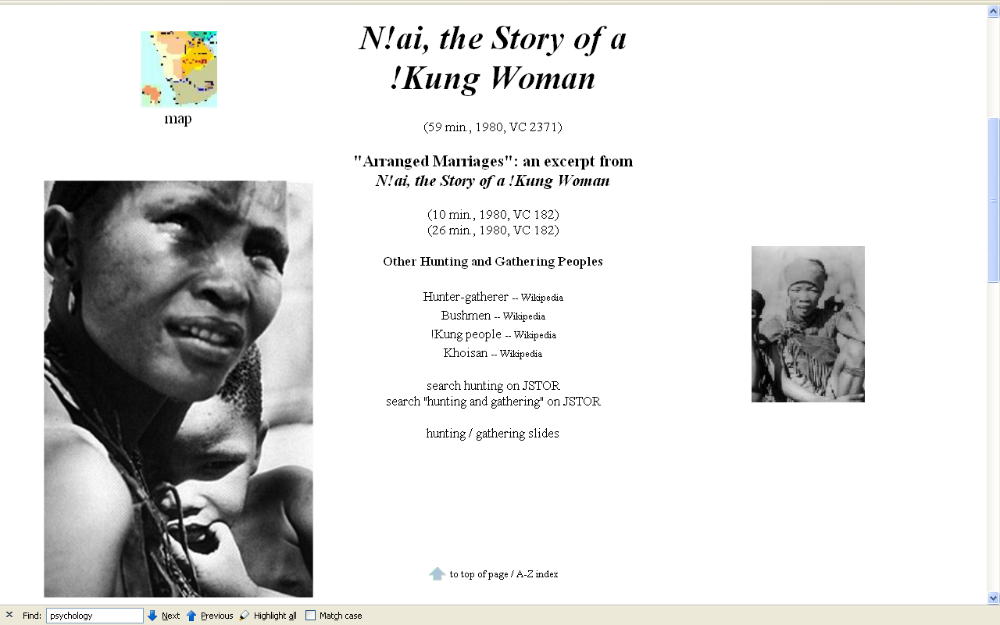 N!ai, the Story of a
!Kung Woman
map
(59 min., 1980, VC 2371)
"Arranged Marriages": an excerpt from
N!ai, the Story of a !Kung Woman
(10 min., 1980, VC 182)
(26 min., 1980, VC 182)
Other Hunting and Gathering Peoples
Hunter-gatherer -- Wikipedia
Bushmen -- Wikipedia
!Kung people -- Wikipedia
Khoisan -- Wikipedia
search hunting on JSTOR
search "hunting and gathering" on JSTOR
hunting / gathering slides
to top of page / A-Z index
Find: psychology Next Previous Highlight all Match case